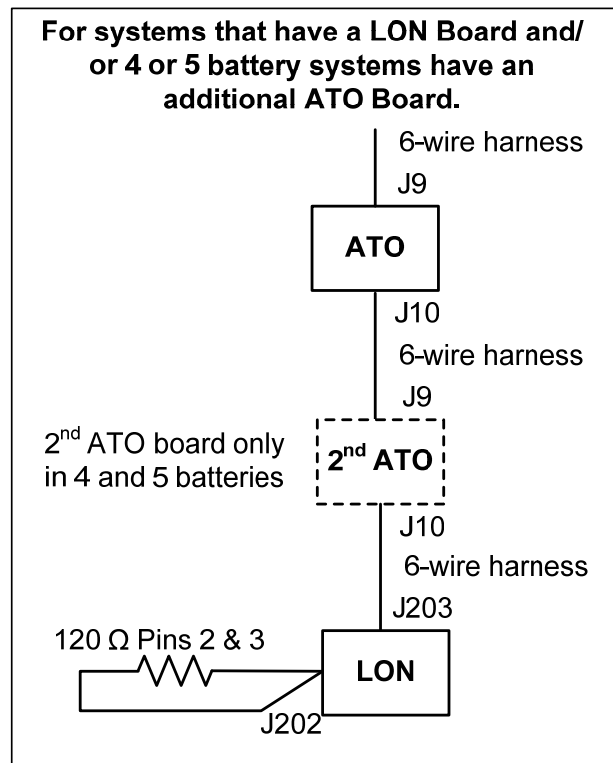 For systems that have a LON Board and/
or 4 or 5 battery systems have an
additional ATO Board.
6-wire harness
J9
ATO
J10
6-wire harness
J9
2nd ATO board only
in 4 and 5 batteries
2nd ATO
J10
6-wire harness
J203
120 Ω Pins 2 & 3
LON
J202